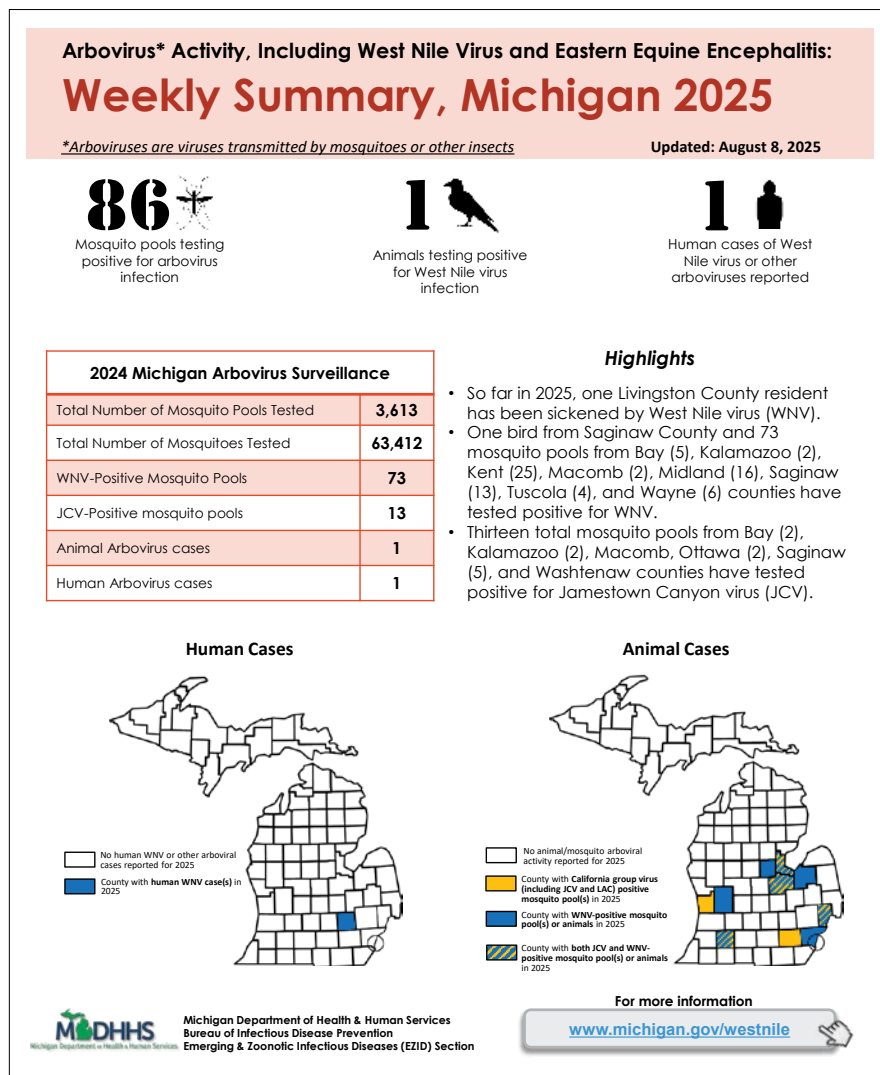 Arbovirus* Activity, Including West Nile Virus and Eastern Equine Encephalitis:
Weekly Summary, Michigan 2025
*Arboviruses are viruses transmitted by mosquitoes or other insects
Updated: August 8, 2025
86
Mosquito pools testing
positive for arbovirus
infection
1
Animals testing positive
for West Nile virus
infection
1
Human cases of West
Nile virus or other
arboviruses reported
2024 Michigan Arbovirus Surveillance
Total Number of Mosquito Pools Tested 3,613
Total Number of Mosquitoes Tested 63,412
WNV-Positive Mosquito Pools 73
JCV-Positive mosquito pools 13
Animal Arbovirus cases 1
Human Arbovirus cases 1
Highlights
• So far in 2025, one Livingston County resident
has been sickened by West Nile virus (WNV).
• One bird from Saginaw County and 73
mosquito pools from Bay (5), Kalamazoo (2),
Kent (25), Macomb (2), Midland (16), Saginaw
(13), Tuscola (4), and Wayne (6) counties have
tested positive for WNV.
• Thirteen total mosquito pools from Bay (2),
Kalamazoo (2), Macomb, Ottawa (2), Saginaw
(5), and Washtenaw counties have tested
positive for Jamestown Canyon virus (JCV).
Human Cases
No human WNV or other arboviral
cases reported for 2025
County with human WNV case(s) in
2025
Animal Cases
No animal/mosquito arboviral
activity reported for 2025
County with California group virus
(including JCV and LAC) positive
mosquito pool(s) in 2025
County with WNV-positive mosquito
pool(s) or animals in 2025
County with both JCV and WNV-
positive mosquito pool(s) or animals
in 2025
MDHHS
Michigan Department of Health & Human Services
Michigan Department of Health & Human Services
Bureau of Infectious Disease Prevention
Emerging & Zoonotic Infectious Diseases (EZID) Section
For more information
www.michigan.gov/westnile